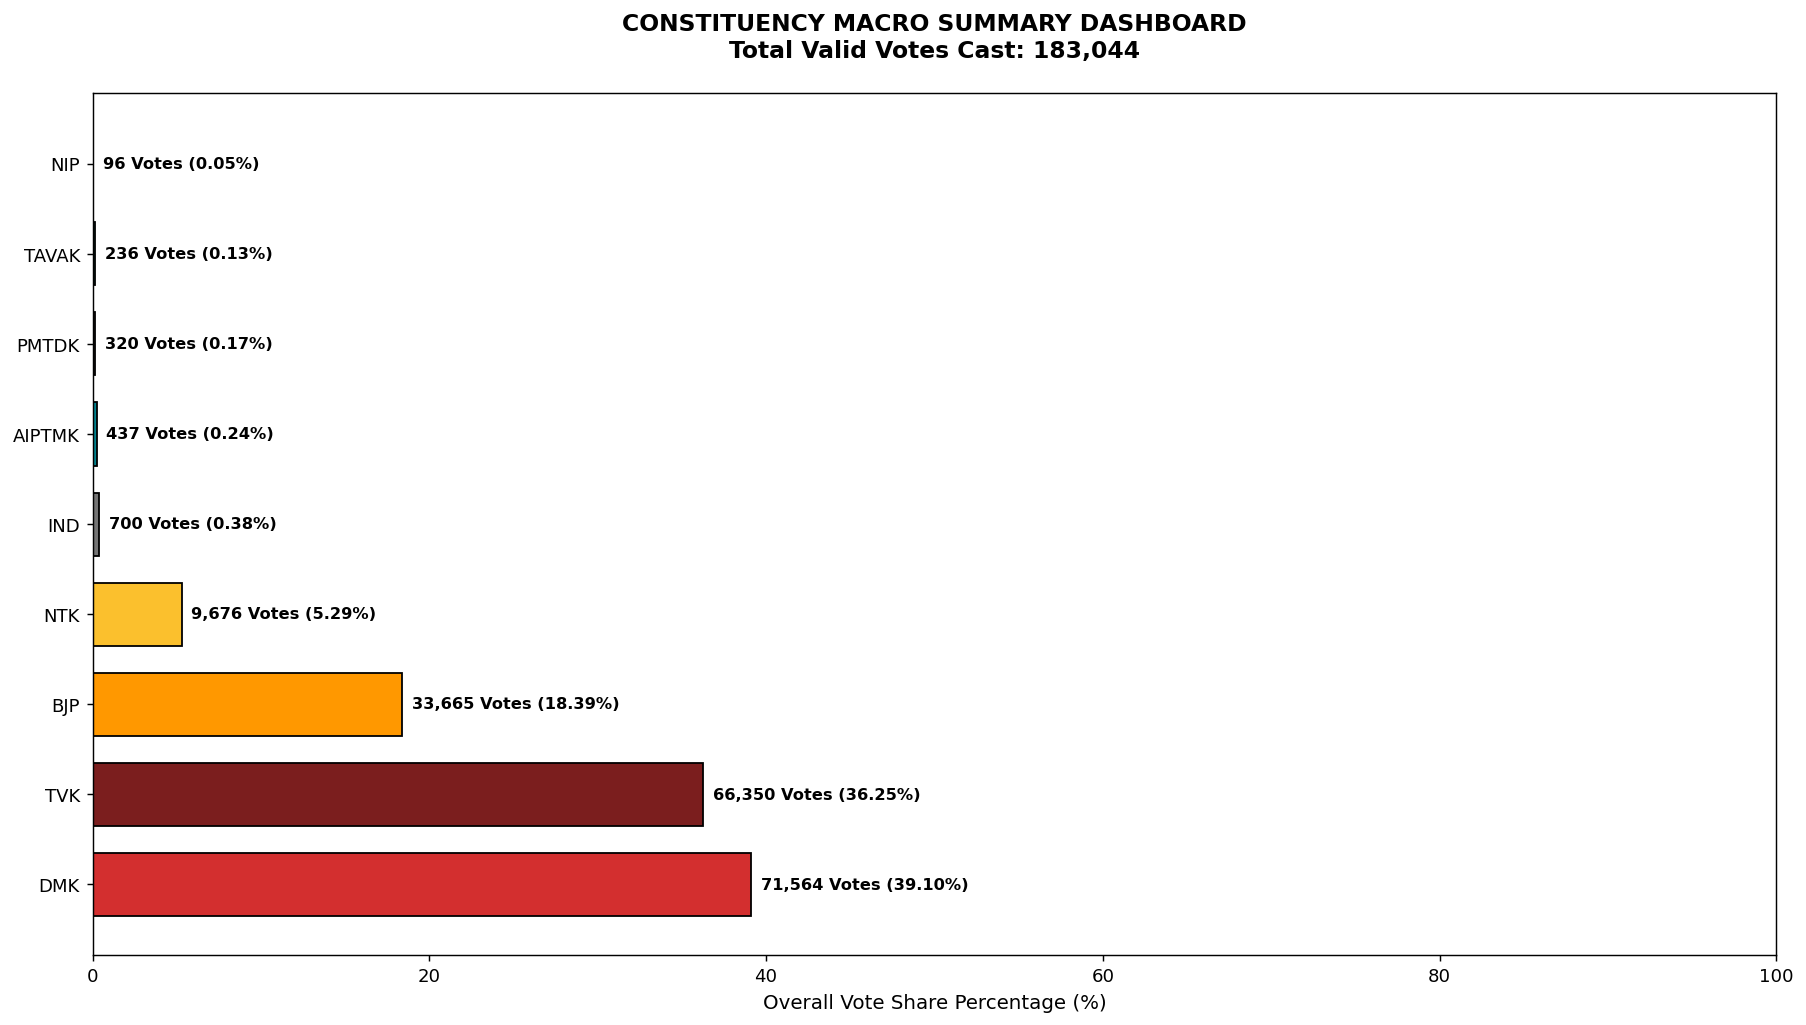 CONSTITUENCY MACRO SUMMARY DASHBOARD
Total Valid Votes Cast: 183,044
NIP 96 Votes (0.05%)
TAVAK 236 Votes (0.13%)
PMTDK 320 Votes (0.17%)
AIPTMK 437 Votes (0.24%)
IND 700 Votes (0.38%)
NTK 9,676 Votes (5.29%)
BJP 33,665 Votes (18.39%)
TVK 66,350 Votes (36.25%)
DMK 71,564 Votes (39.10%)
0 20 40 60 80 100
Overall Vote Share Percentage (%)